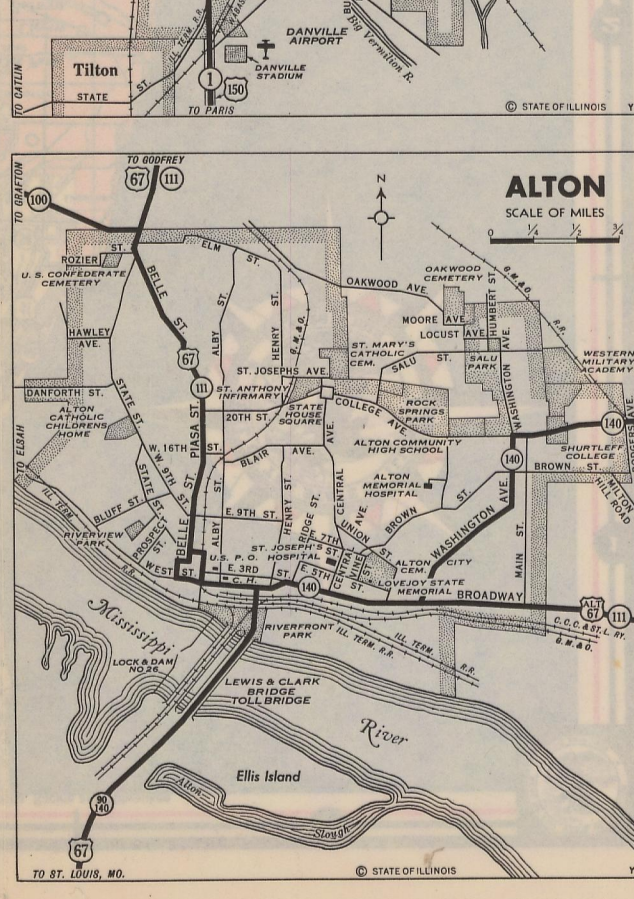 DANVILLE
AIRPORT
Big Vermilion R.
ILL. TERM. R.R.
Tilton
DANVILLE
STADIUM
STATE ST.
TO CATLIN
1
150
TO PARIS
© STATE OF ILLINOIS
TO GODFREY
67
111
TO GRAFTON
100
N
ALTON
SCALE OF MILES
0 1/4 1/2 3/4
ROZIER ST.
U. S. CONFEDERATE
CEMETERY
ELM ST.
BELLE ST.
OAKWOOD AVE.
OAKWOOD
CEMETERY
MOORE AVE.
LOCUST AVE.
HUMBERT ST.
G. M. & O. R.R.
HAWLEY
AVE.
ALBY ST.
HENRY ST.
G. M. & O.
ST. MARY'S
CATHOLIC
CEM.
SALU ST.
SALU
PARK
WASHINGTON AVE.
WESTERN
MILITARY
ACADEMY
67
111
ST. JOSEPHS AVE.
DANFORTH ST.
STATE ST.
ST. ANTHONY
INFIRMARY
STATE
HOUSE
SQUARE
COLLEGE AVE.
ROCK
SPRINGS
PARK
ALTON
CATHOLIC
CHILDRENS
HOME
PIASA ST.
20TH ST.
140
SHURTLEFF
COLLEGE
ALTON COMMUNITY
HIGH SCHOOL
TO ELSAH
W. 16TH ST.
W. 9TH ST.
BLAIR AVE.
140
BROWN ST.
MILTON
HILL ROAD
ALTON
MEMORIAL
HOSPITAL
CENTRAL AVE.
ILL. TERM. R.R.
STATE ST.
BLUFF ST.
PROSPECT ST.
RIVERVIEW
PARK
BELLE ST.
ALBY ST.
E. 9TH ST.
HENRY ST.
RIDGE ST.
E. 7TH
UNION ST.
BROWN ST.
WASHINGTON AVE.
MAIN ST.
U. S. P. O.
ST. JOSEPH'S
HOSPITAL
CENTRAL
VINE ST.
ALTON CITY
CEM.
WEST ST.
E. 3RD ST.
C. H.
E. 5TH ST.
140
LOVEJOY STATE
MEMORIAL
BROADWAY
ALT
67
111
C. C. C. & ST. L. RY.
G. M. & O.
Mississippi
LOCK & DAM
NO 26
RIVERFRONT
PARK
ILL. TERM. R.R.
ILL. TERM. R.R.
LEWIS & CLARK
BRIDGE
TOLL BRIDGE
River
Ellis Island
Alton
Slough
90
140
67
TO ST. LOUIS, MO.
© STATE OF ILLINOIS